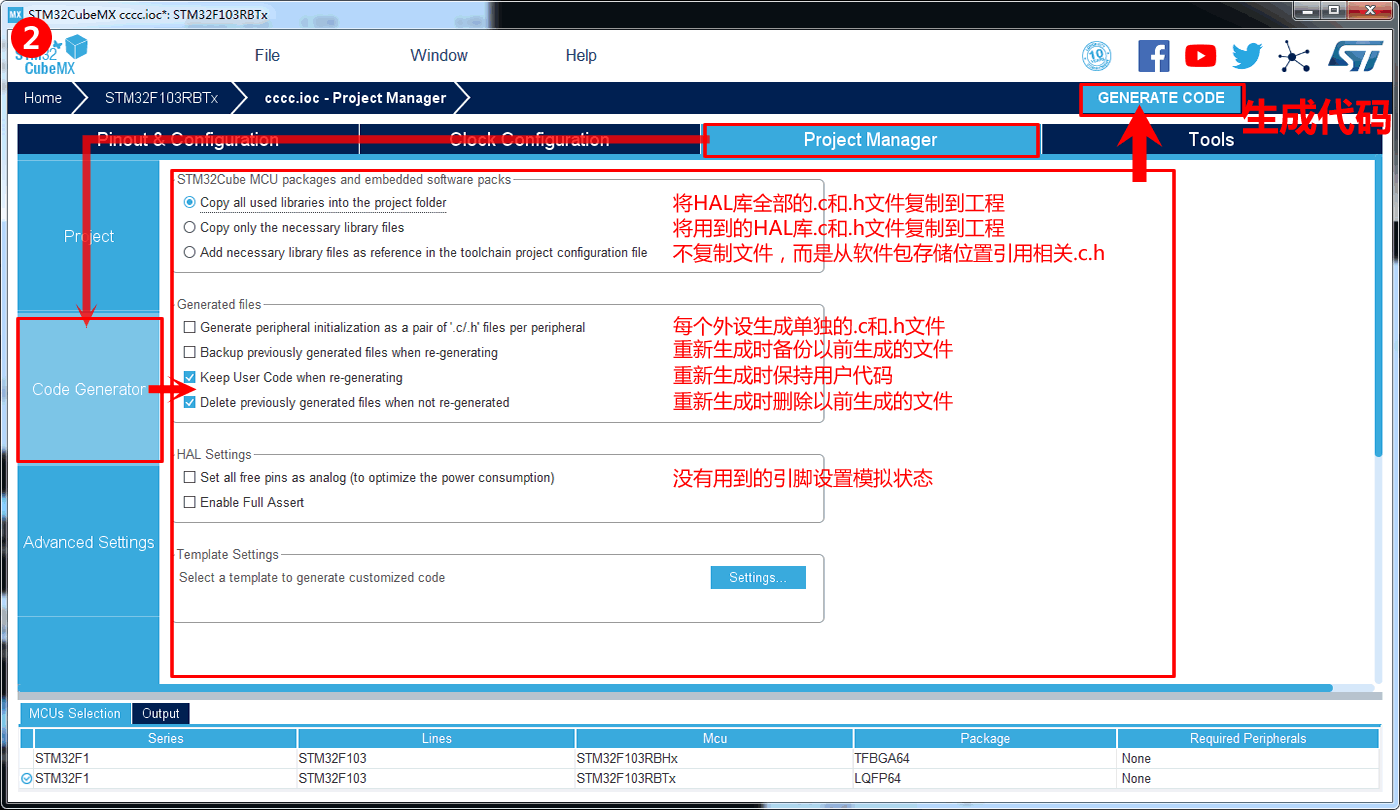 STM32CubeMX cccc.ioc*: STM32F103RBTx
2
STM32
CubeMX
File
Window
Help
10
Home
STM32F103RBTx
cccc.ioc - Project Manager
GENERATE CODE
生成代码
Pinout & Configuration
Clock Configuration
Project Manager
Tools
Project
Code Generator
Advanced Settings
STM32Cube MCU packages and embedded software packs
Copy all used libraries into the project folder
将HAL库全部的.c和.h文件复制到工程
Copy only the necessary library files
将用到的HAL库.c和.h文件复制到工程
Add necessary library files as reference in the toolchain project configuration file
不复制文件，而是从软件包存储位置引用相关.c.h
Generated files
Generate peripheral initialization as a pair of '.c/.h' files per peripheral
每个外设生成单独的.c和.h文件
Backup previously generated files when re-generating
重新生成时备份以前生成的文件
Keep User Code when re-generating
重新生成时保持用户代码
Delete previously generated files when not re-generated
重新生成时删除以前生成的文件
HAL Settings
Set all free pins as analog (to optimize the power consumption)
没有用到的引脚设置模拟状态
Enable Full Assert
Template Settings
Select a template to generate customized code
Settings...
MCUs Selection
Output
Series Lines Mcu Package Required Peripherals
STM32F1 STM32F103 STM32F103RBHx TFBGA64 None
STM32F1 STM32F103 STM32F103RBTx LQFP64 None